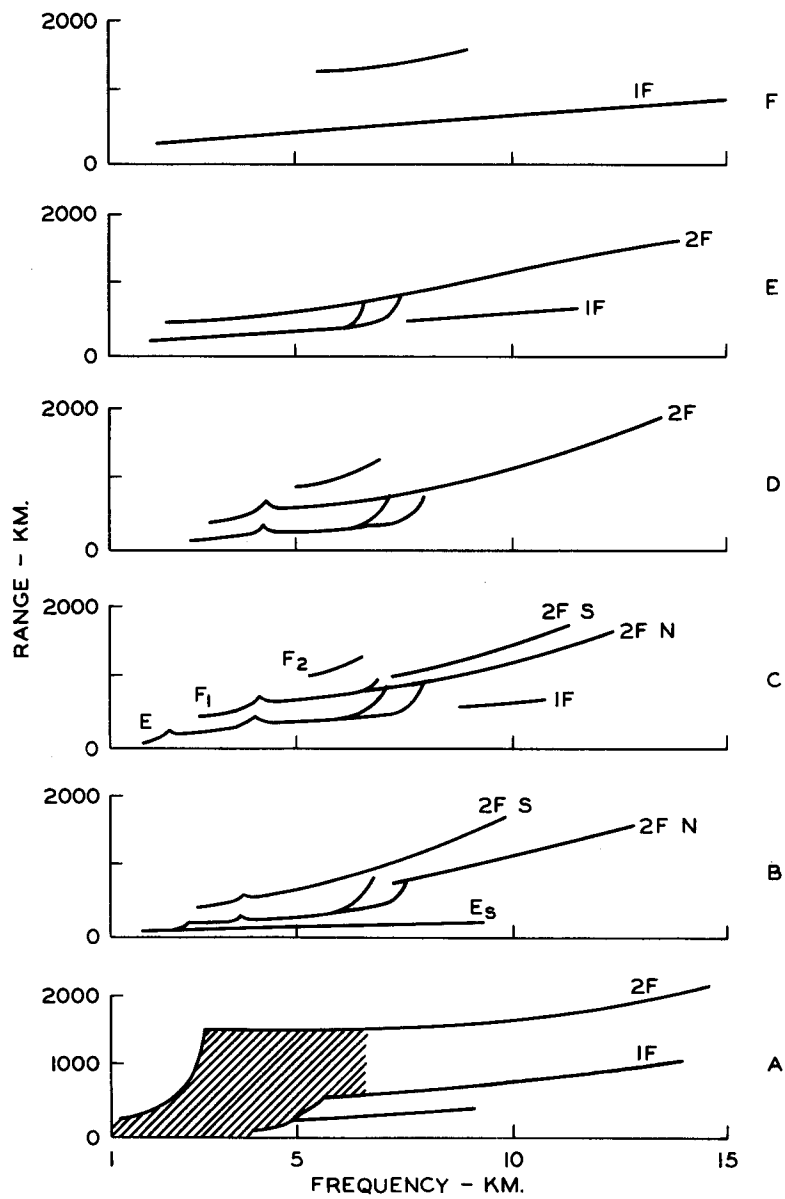 2000
0
1F
F
2000
0
2F
1F
E
2000
0
2F
D
2000
0
E
F1
F2
2F S
2F N
1F
C
2000
0
2F S
2F N
Es
B
2000
1000
0
2F
1F
A
1
5
10
15
RANGE – KM.
FREQUENCY – KM.